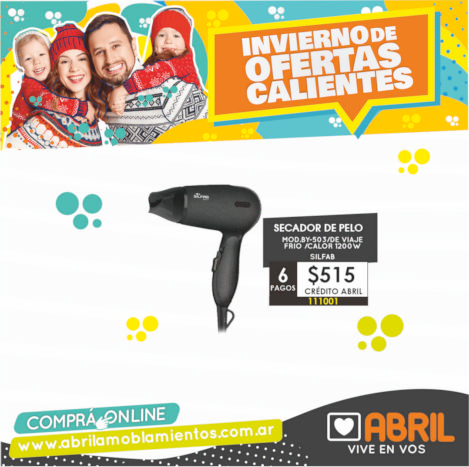 INVIERNO DE
OFERTAS
CALIENTES
SILFAB
SECADOR DE PELO
MOD.BY-503/DE VIAJE
FRIO /CALOR 1200W
SILFAB
6
PAGOS
$515
CRÉDITO ABRIL
111001
COMPRÁ ONLINE
www.abrilamoblamientos.com.ar
ABRIL
VIVE EN VOS